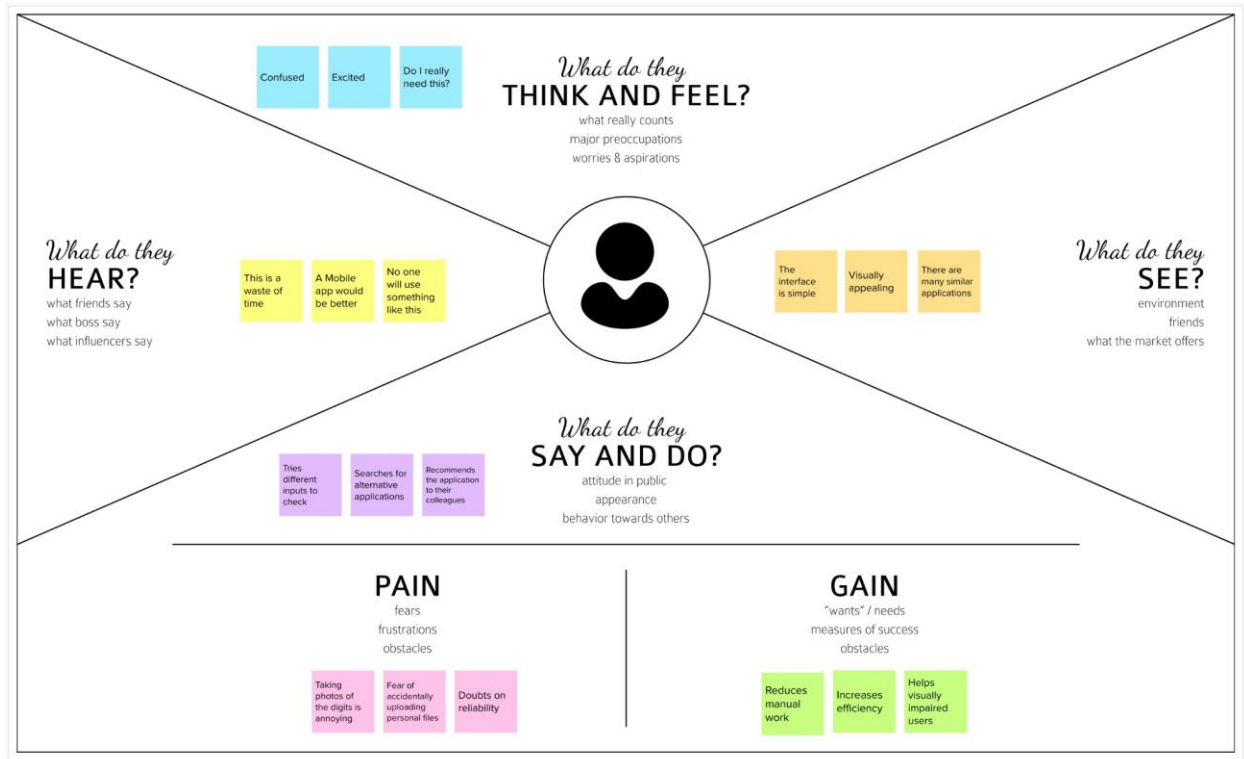 What do they
THINK AND FEEL?
what really counts
major preoccupations
worries & aspirations
Confused
Excited
Do I really
need this?
What do they
HEAR?
what friends say
what boss say
what influencers say
This is a
waste of
time
A Mobile
app would
be better
No one
will use
something
like this
What do they
SEE?
environment
friends
what the market offers
The
interface
is simple
Visually
appealing
There are
many similar
applications
What do they
SAY AND DO?
attitude in public
appearance
behavior towards others
Tries
different
inputs to
check
Searches for
alternative
applications
Recommends
the application
to their
colleagues
PAIN
fears
frustrations
obstacles
Taking
photos of
the digits is
annoying
Fear of
accidentally
uploading
personal files
Doubts on
reliability
GAIN
"wants" / needs
measures of success
obstacles
Reduces
manual
work
Increases
efficiency
Helps
visually
impaired
users